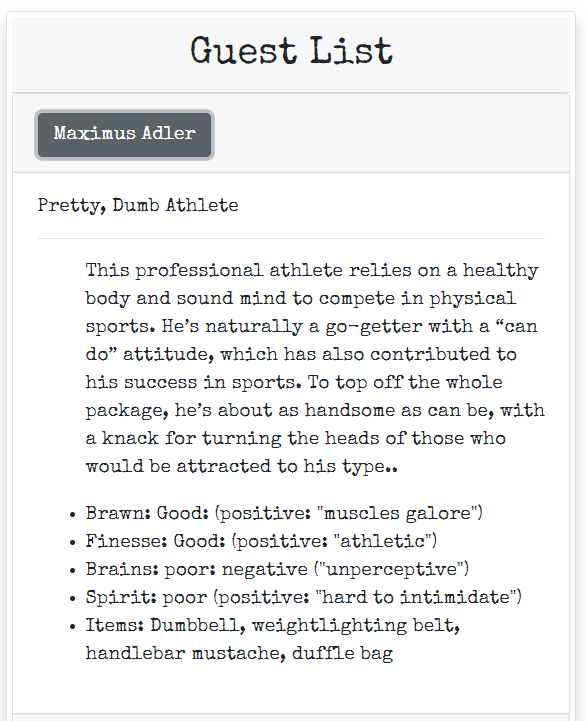 Guest List
Maximus Adler
Pretty, Dumb Athlete
This professional athlete relies on a healthy
body and sound mind to compete in physical
sports. He’s naturally a go-getter with a “can
do” attitude, which has also contributed to
his success in sports. To top off the whole
package, he’s about as handsome as can be, with
a knack for turning the heads of those who
would be attracted to his type..
• Brawn: Good: (positive: "muscles galore")
• Finesse: Good: (positive: "athletic")
• Brains: poor: negative ("unperceptive")
• Spirit: poor (positive: "hard to intimidate")
• Items: Dumbbell, weightlighting belt,
handlebar mustache, duffle bag